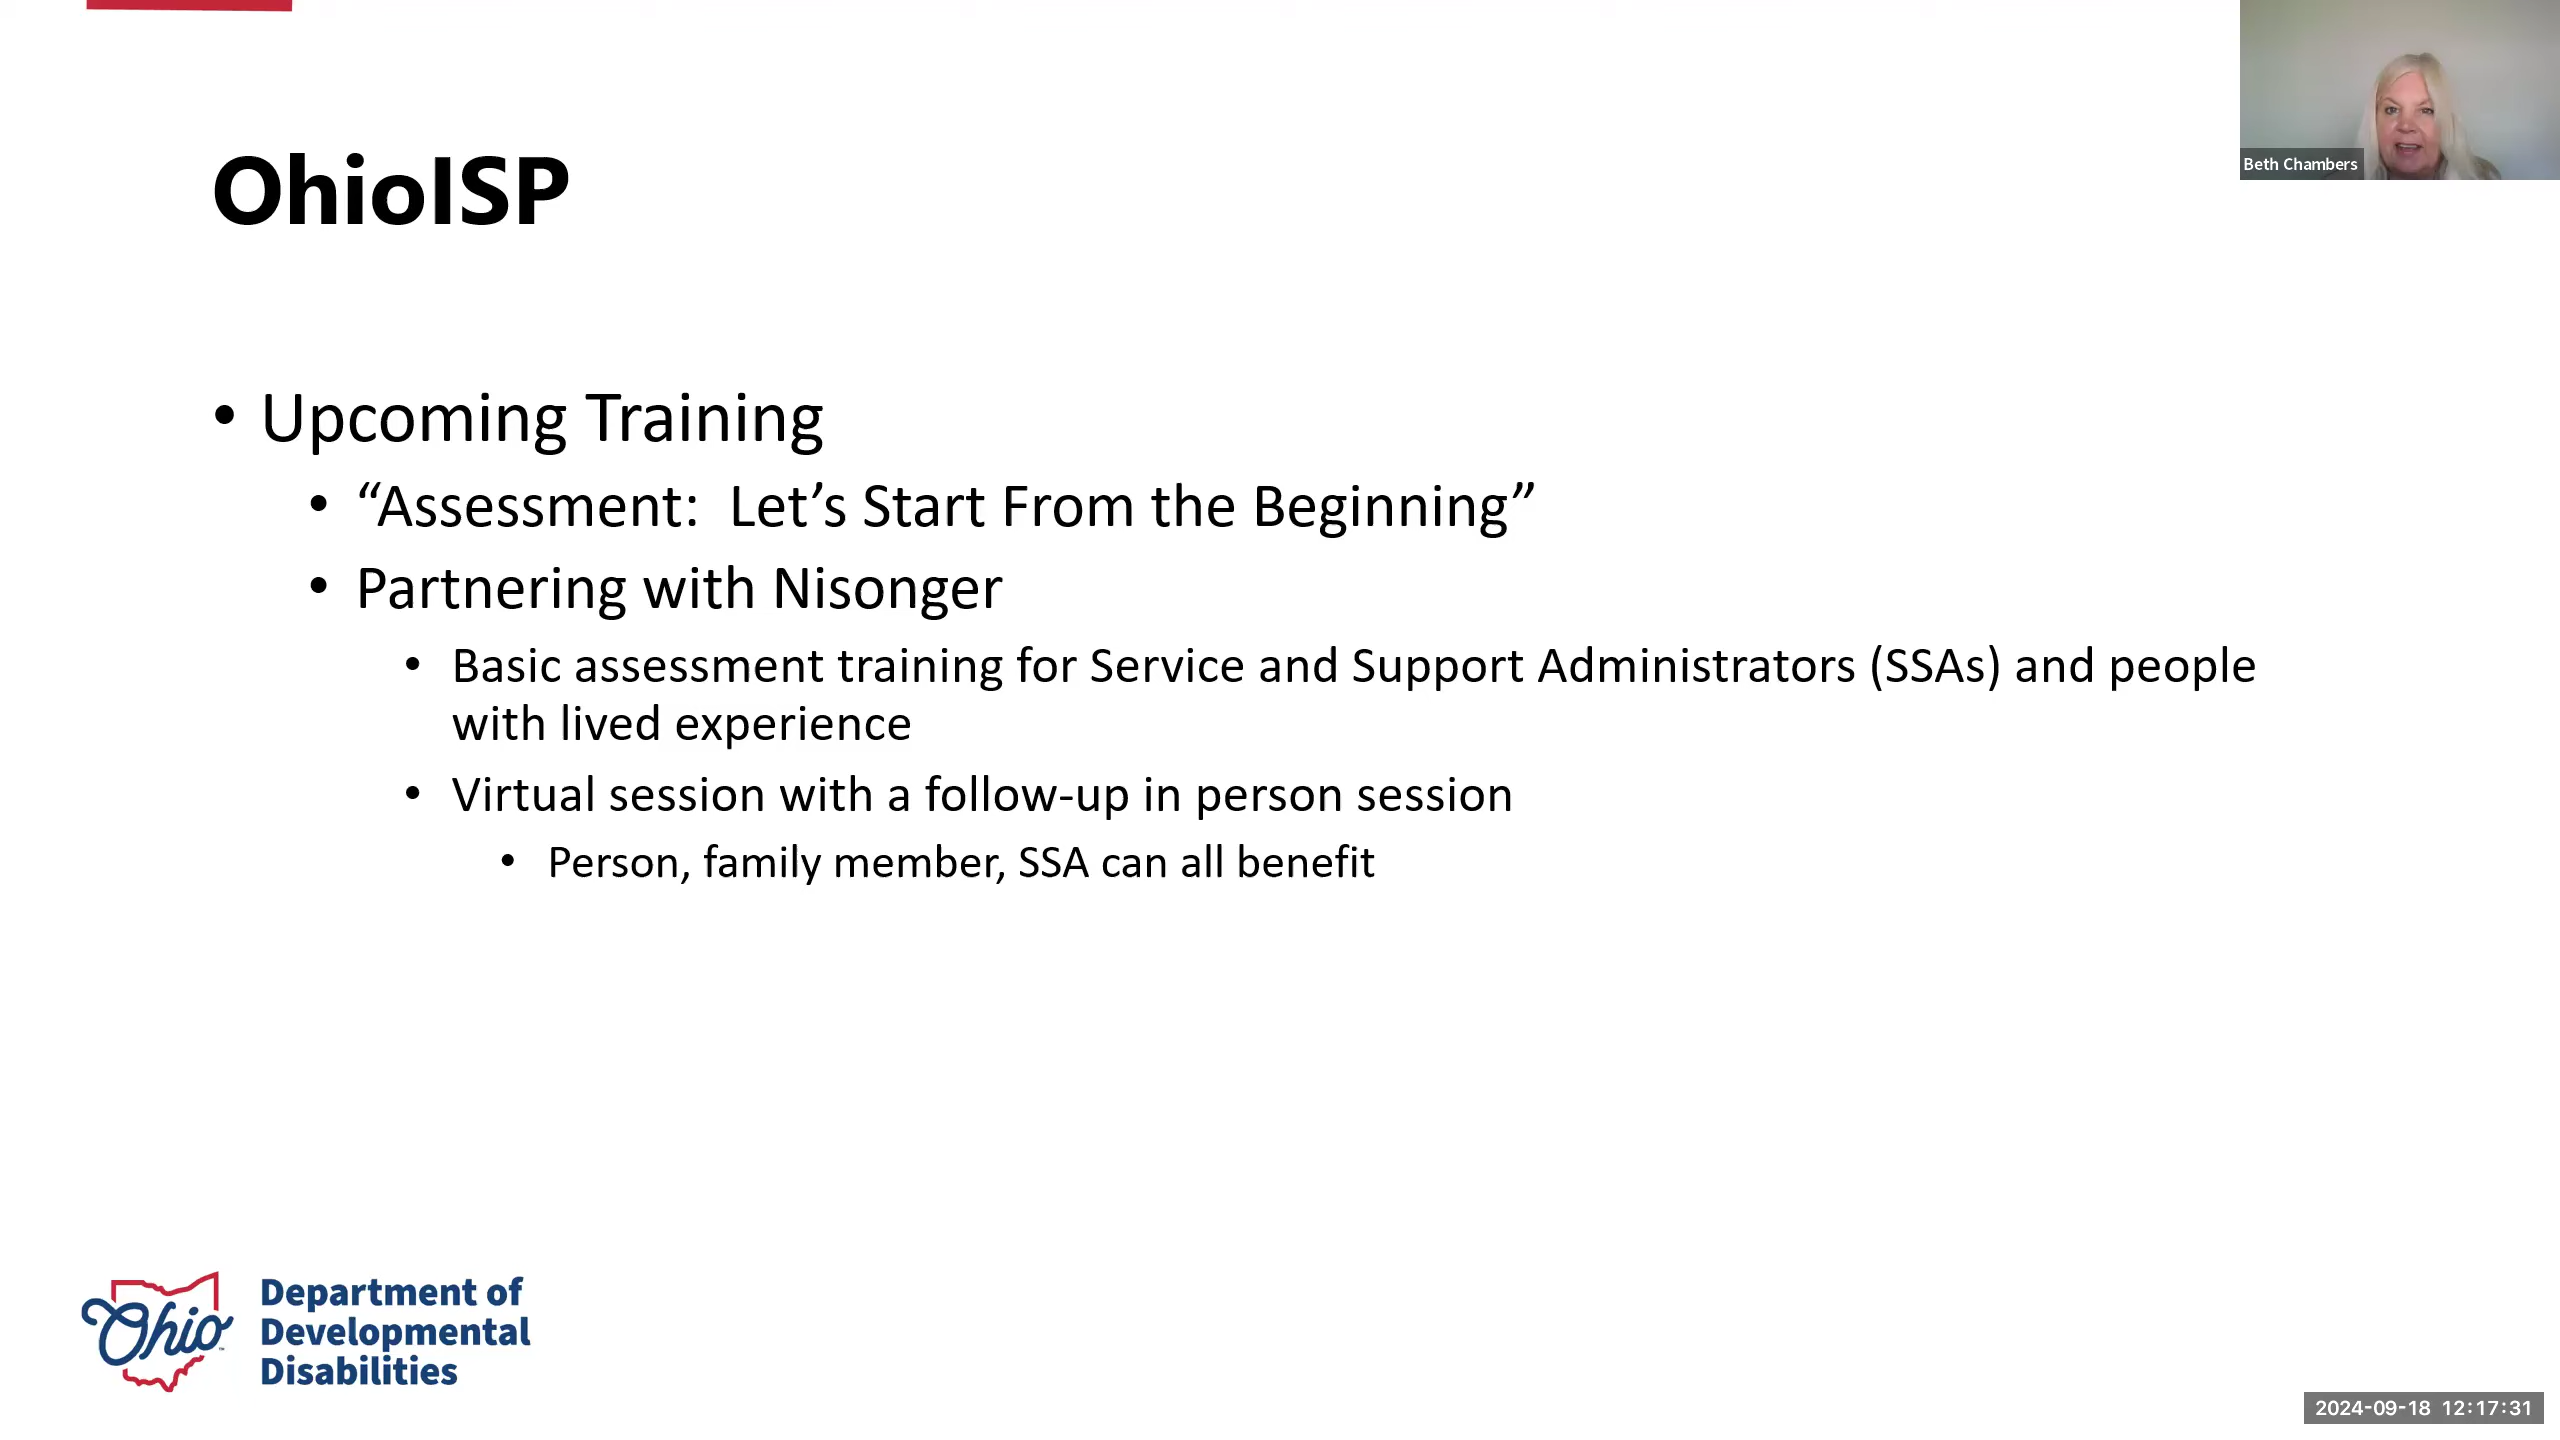 Beth Chambers
OhioISP
• Upcoming Training
• “Assessment:  Let’s Start From the Beginning”
• Partnering with Nisonger
• Basic assessment training for Service and Support Administrators (SSAs) and people
with lived experience
• Virtual session with a follow-up in person session
• Person, family member, SSA can all benefit
Ohio
Department of
Developmental
Disabilities
2024-09-18 12:17:31